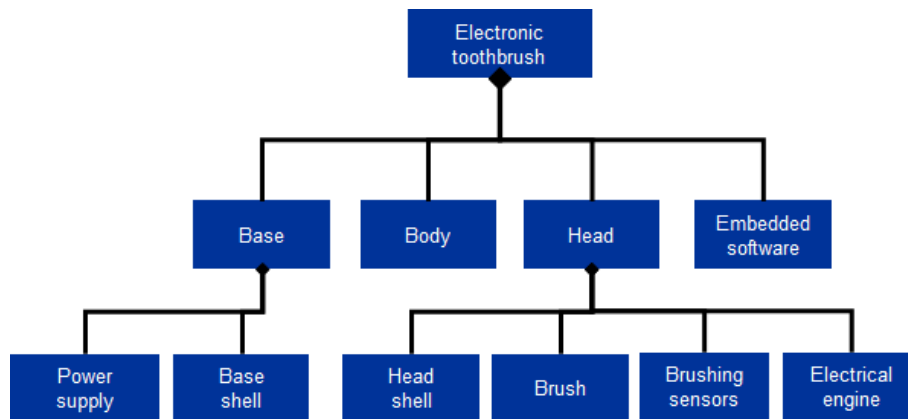 Electronic
toothbrush
Base
Body
Head
Embedded
software
Power
supply
Base
shell
Head
shell
Brush
Brushing
sensors
Electrical
engine